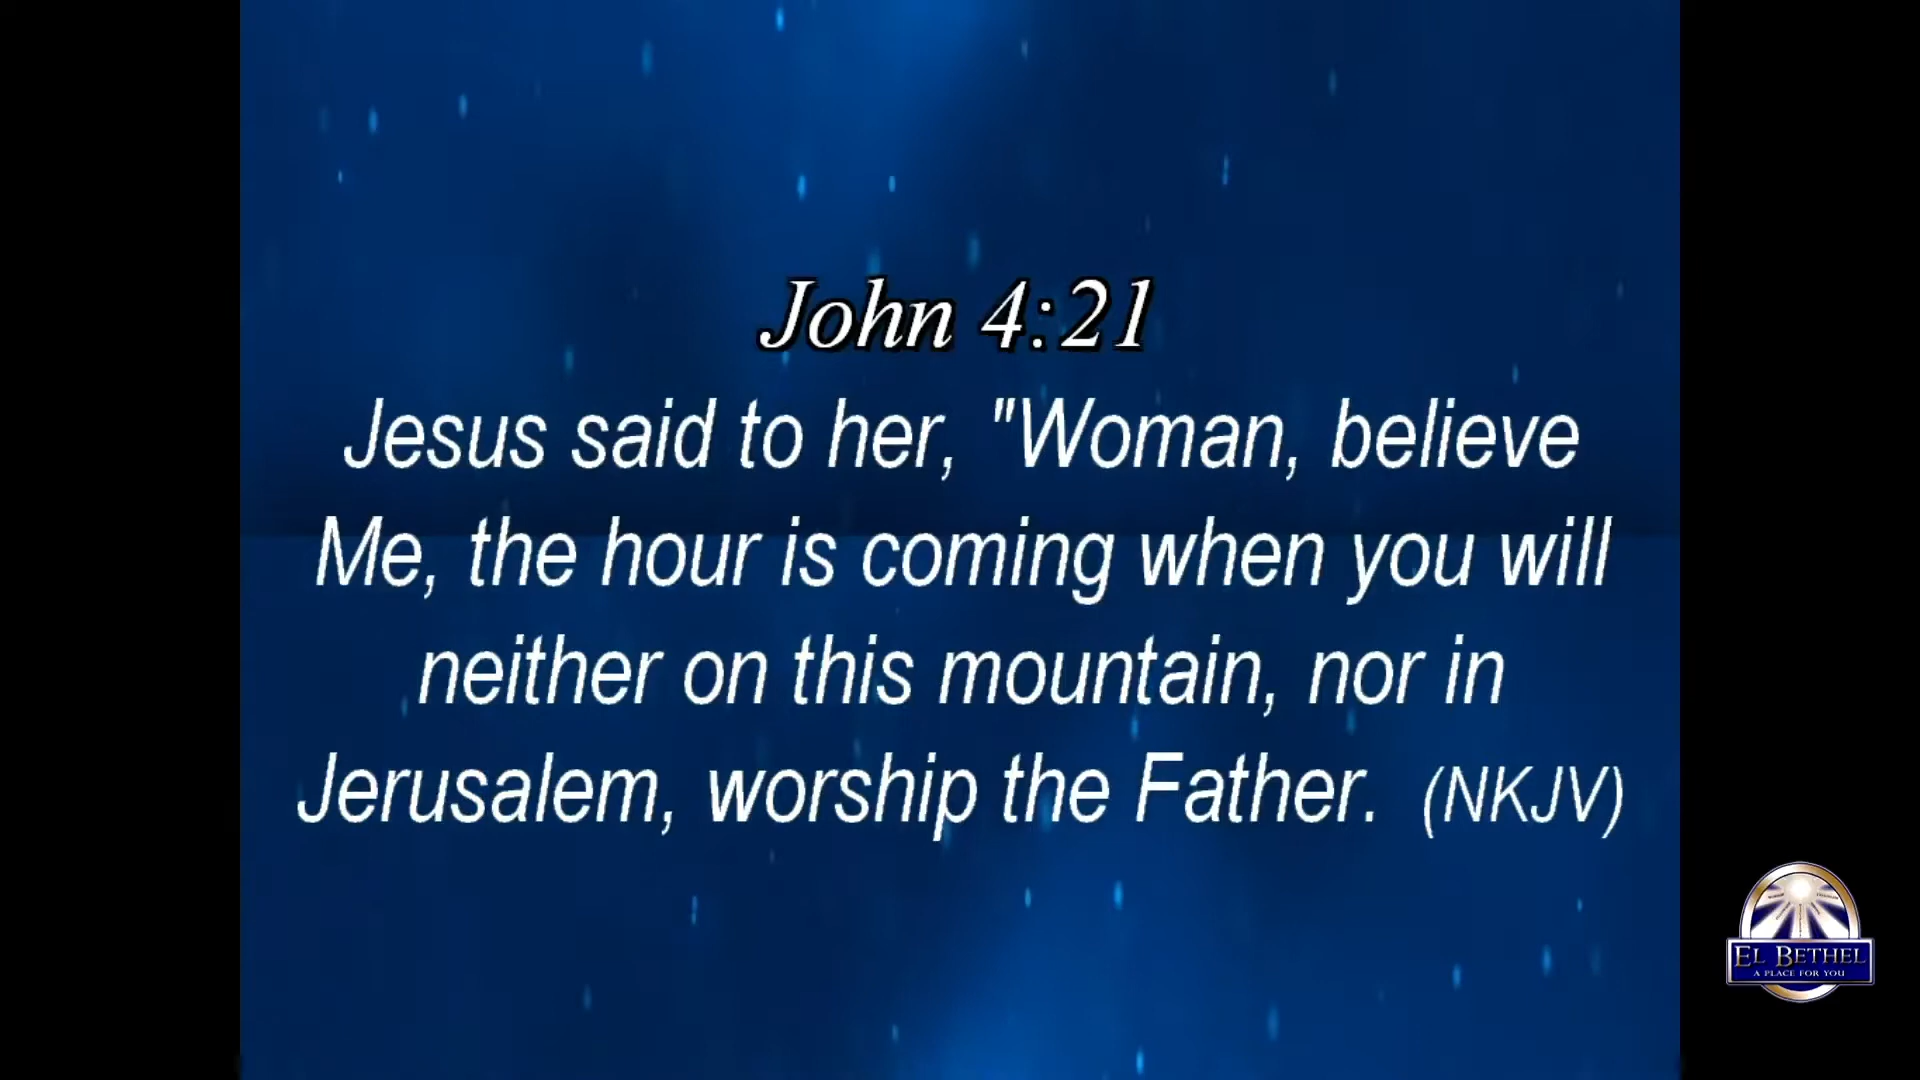 John 4:21
Jesus said to her, "Woman, believe
Me, the hour is coming when you will
neither on this mountain, nor in
Jerusalem, worship the Father. (NKJV)
EL BETHEL
A PLACE FOR YOU